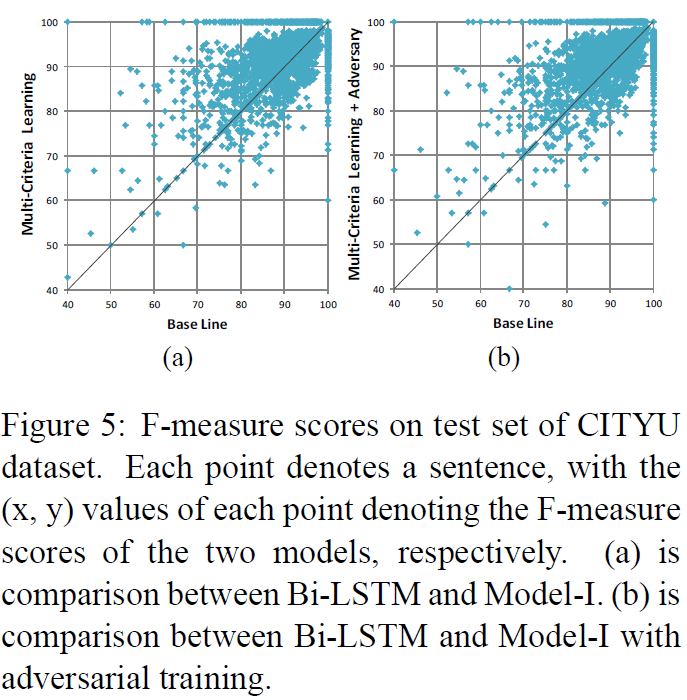 100
90
80
70
60
50
40
Multi-Criteria Learning
40 50 60 70 80 90 100
Base Line
(a)
100
90
80
70
60
50
40
Multi-Criteria Learning + Adversary
40 50 60 70 80 90 100
Base Line
(b)
Figure 5: F-measure scores on test set of CITYU
dataset. Each point denotes a sentence, with the
(x, y) values of each point denoting the F-measure
scores of the two models, respectively. (a) is
comparison between Bi-LSTM and Model-I. (b) is
comparison between Bi-LSTM and Model-I with
adversarial training.